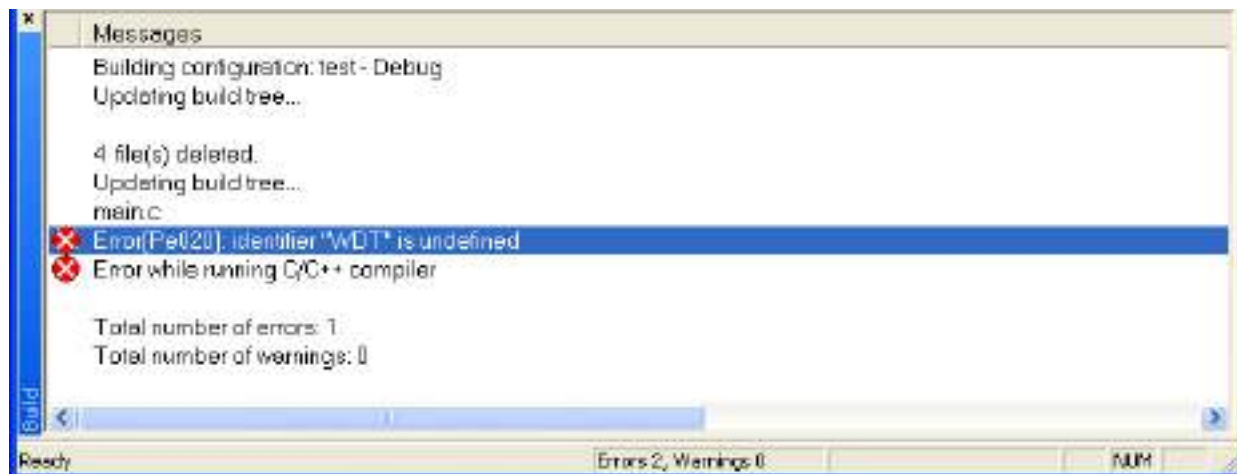 Messages
Building configuration: test - Debug
Updating build tree...
4 file(s) deleted.
Updating build tree...
main.c
Error[Pe020]: identifier "WDT" is undefined
Error while running C/C++ compiler
Total number of errors: 1
Total number of warnings: 0
Build
Ready
Errors 2, Warnings 0
NUM